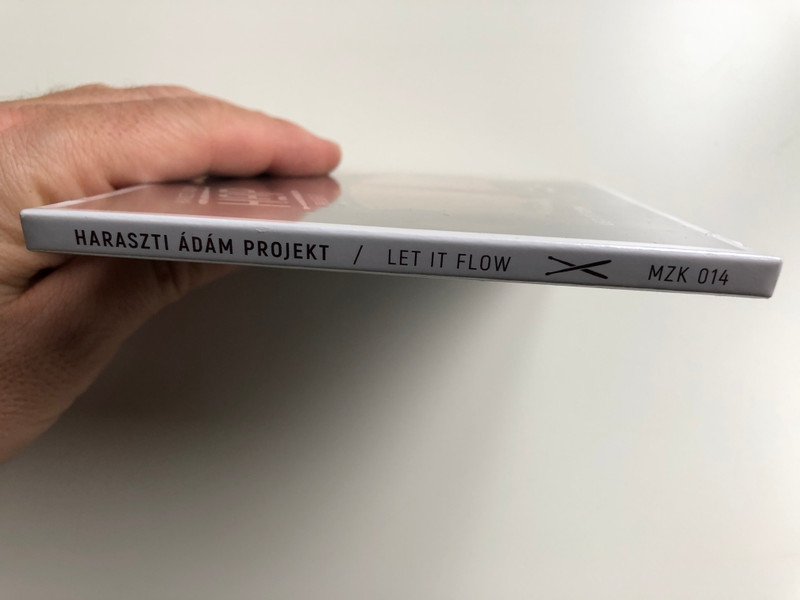 HARASZTI ÁDÁM PROJEKT / LET IT FLOW MZK 014